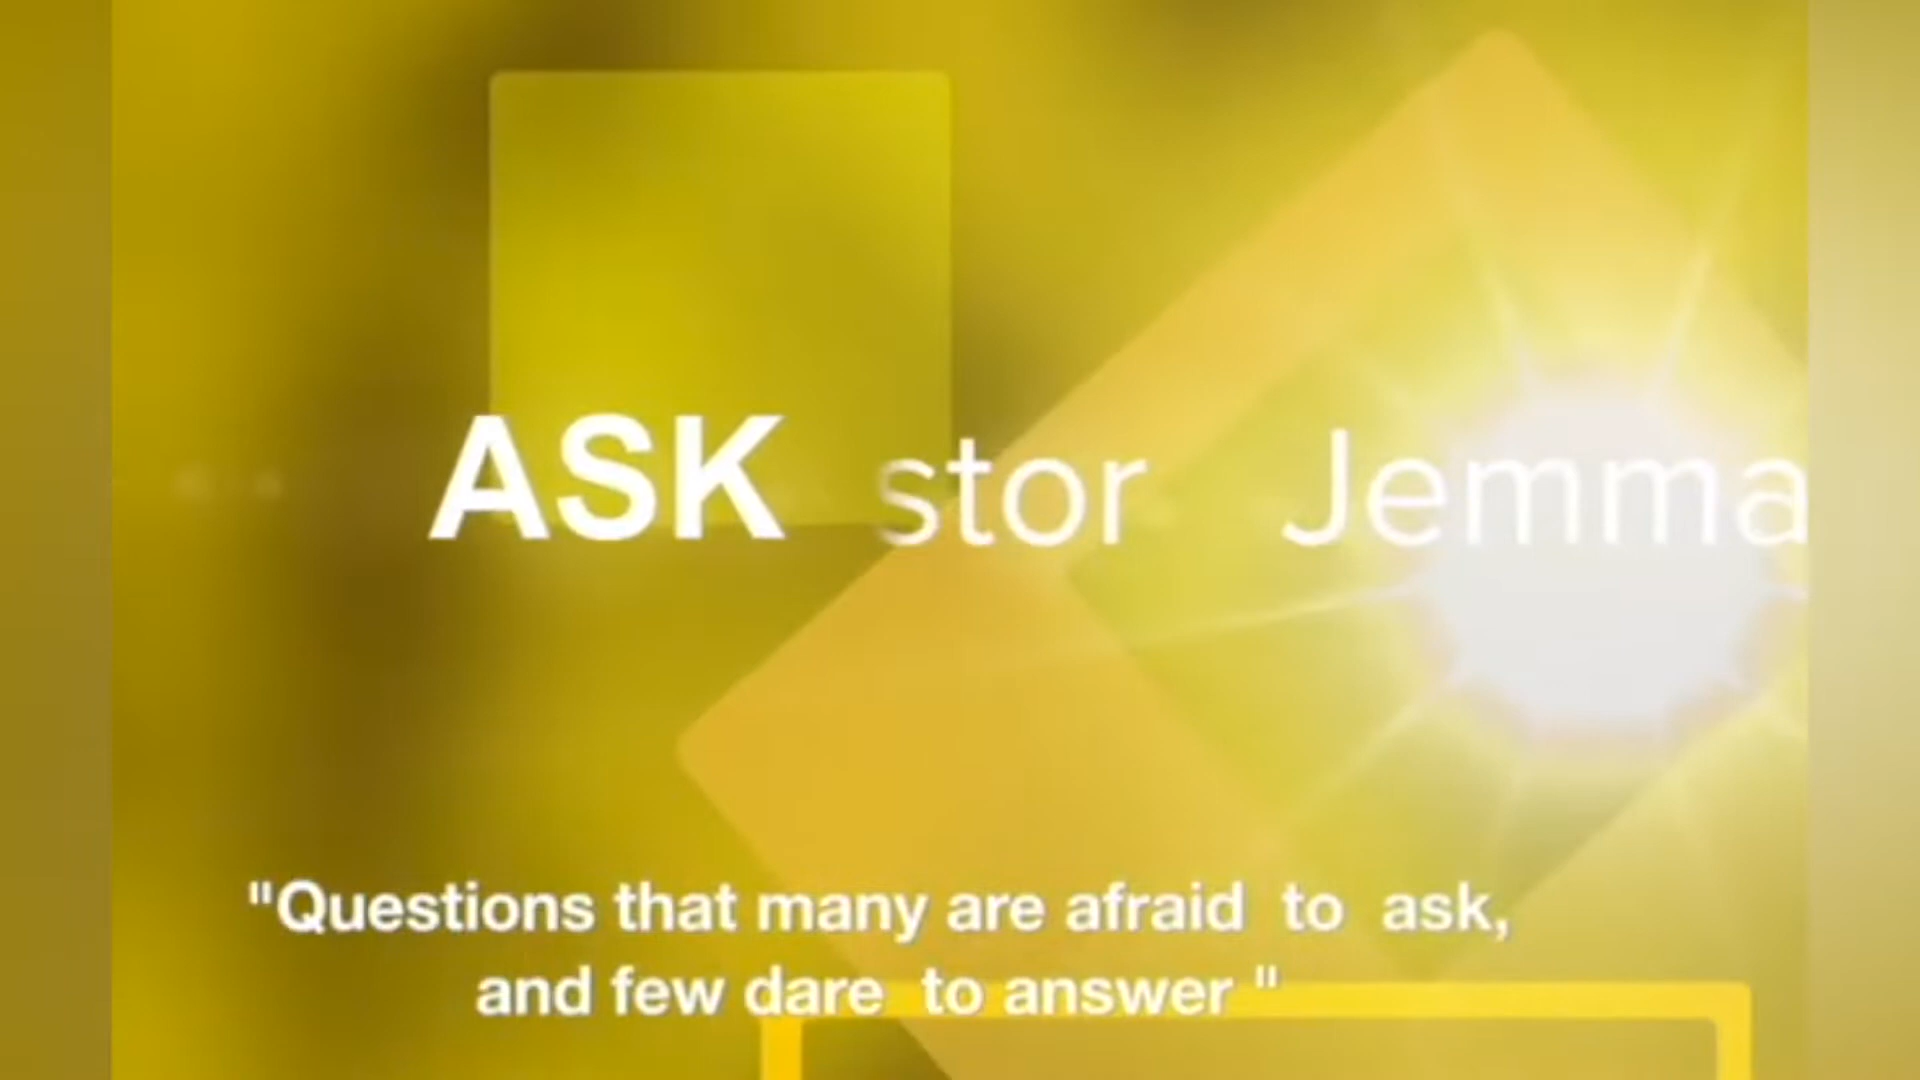 ASK stor Jemma
"Questions that many are afraid to ask,
and few dare to answer "